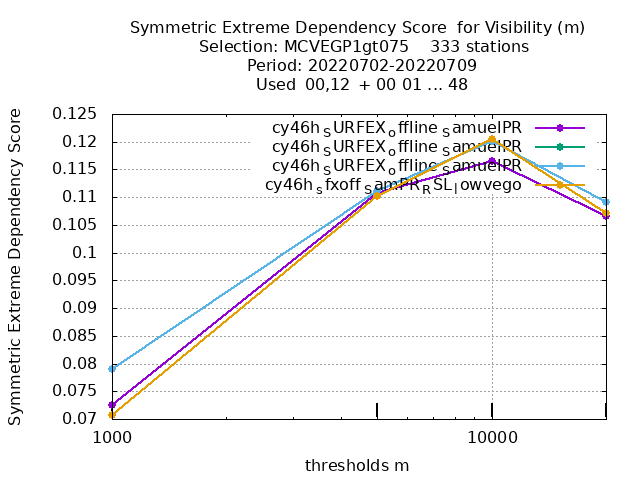 Symmetric Extreme Dependency Score for Visibility (m)
Selection: MCVEGP1gt075 333 stations
Period: 20220702-20220709
Used 00,12 + 00 01 ... 48
Symmetric Extreme Dependency Score
0.125
0.12
0.115
0.11
0.105
0.1
0.095
0.09
0.085
0.08
0.075
0.07
cy46h_SURFEX_offline_SamuelPR
cy46h_SURFEX_offline_SamuelPR
cy46h_SURFEX_offline_SamuelPR
cy46h_sfxoff_SamPR_RSL_lowvego
1000
10000
thresholds m